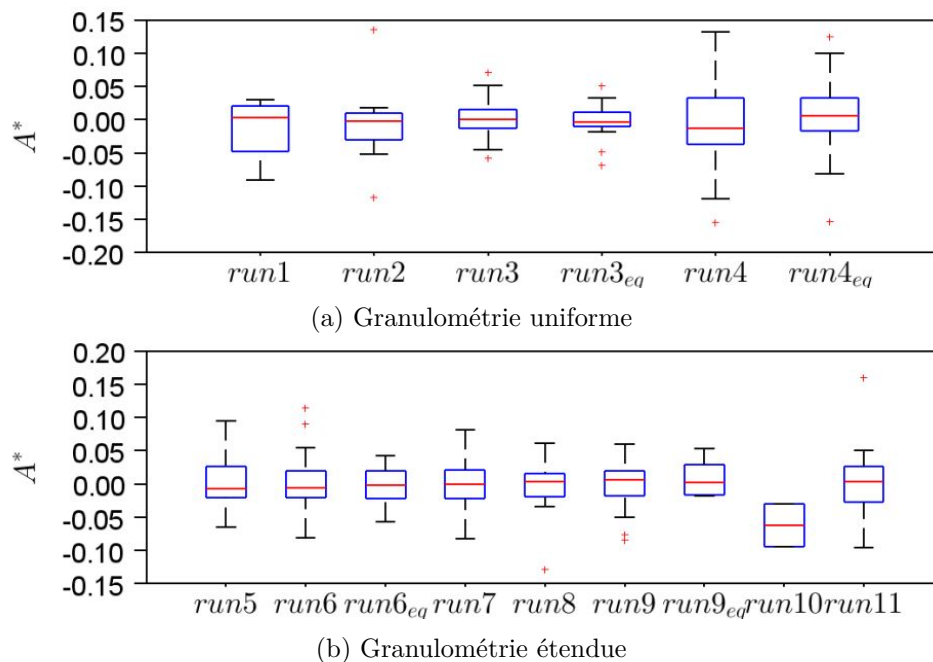 0.15
0.10
0.05
0.00
-0.05
-0.10
-0.15
-0.20
A*
run1 run2 run3 run3eq run4 run4eq
(a) Granulométrie uniforme
0.20
0.15
0.10
0.05
0.00
-0.05
-0.10
-0.15
A*
run5 run6 run6eq run7 run8 run9 run9eq run10 run11
(b) Granulométrie étendue